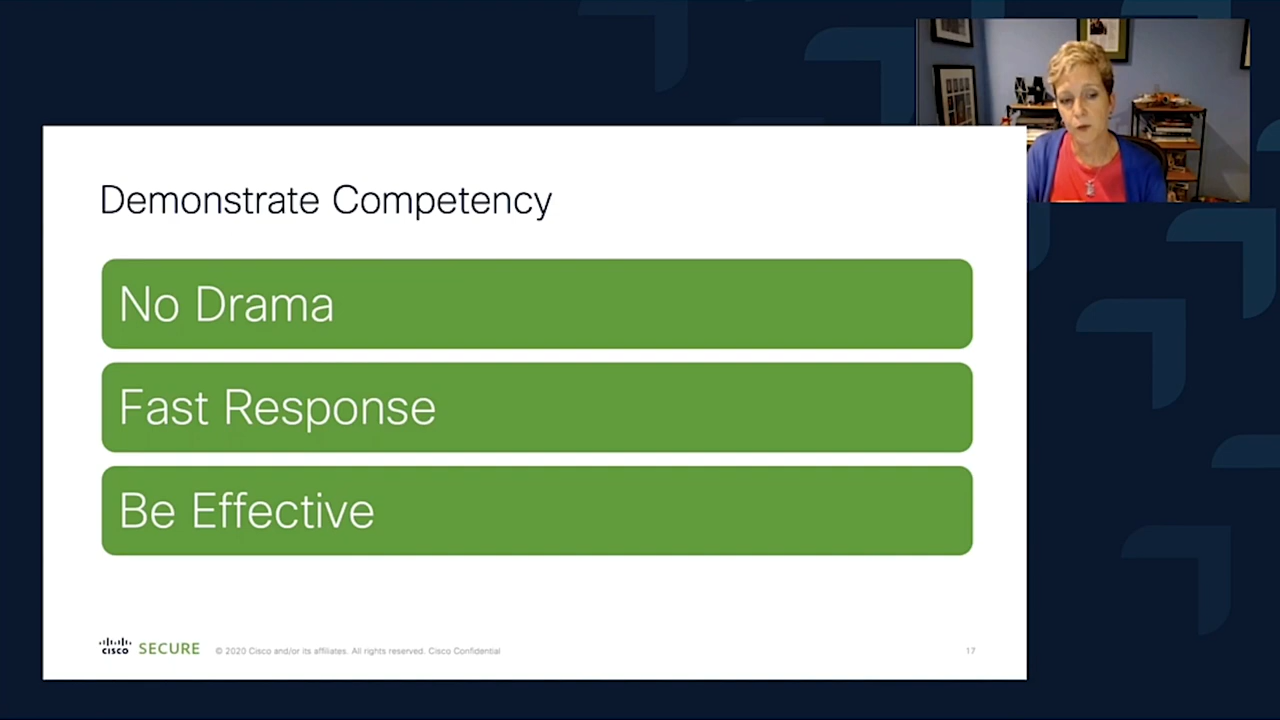 Demonstrate Competency
No Drama
Fast Response
Be Effective
CISCO SECURE © 2020 Cisco and/or its affiliates. All rights reserved. Cisco Confidential 17